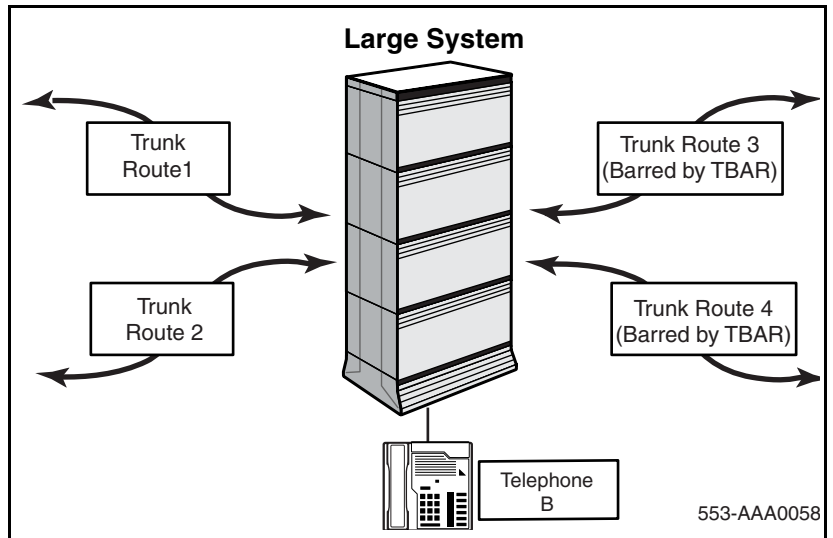 Large System
Trunk
Route1
Trunk Route 3
(Barred by TBAR)
Trunk
Route 2
Trunk Route 4
(Barred by TBAR)
Telephone
B
553-AAA0058